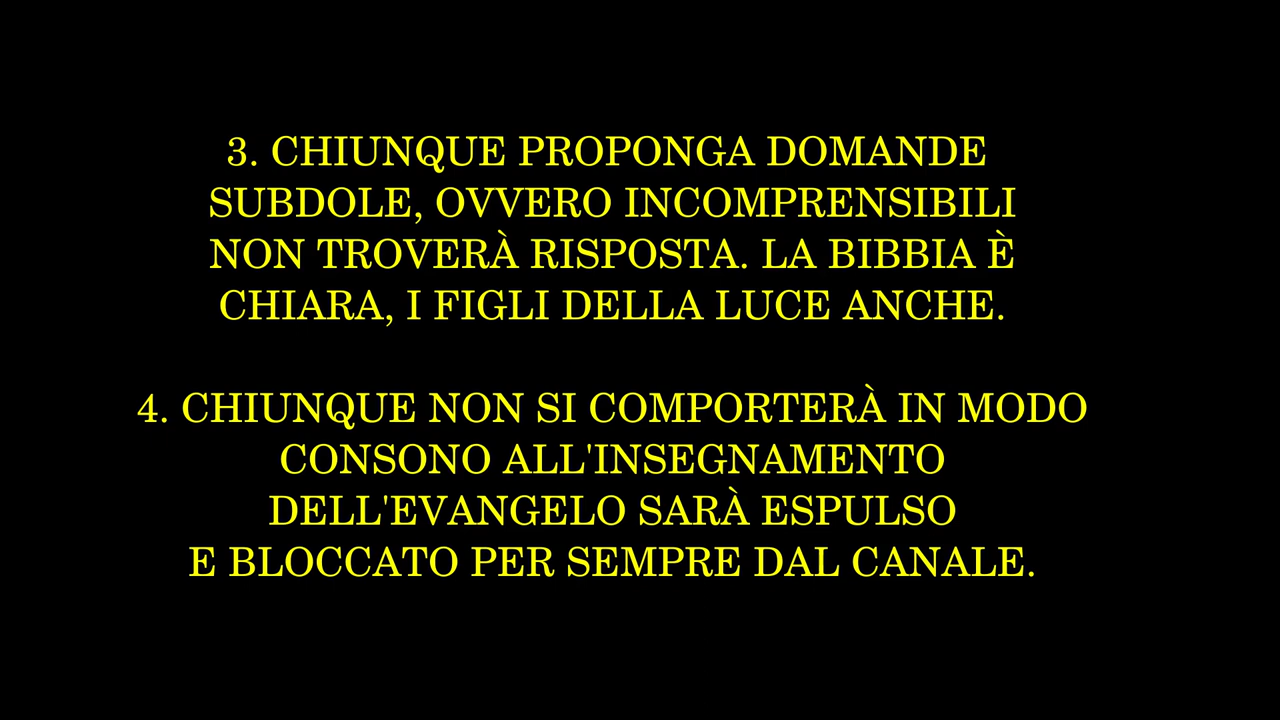 3. CHIUNQUE PROPONGA DOMANDE
SUBDOLE, OVVERO INCOMPRENSIBILI
NON TROVERÀ RISPOSTA. LA BIBBIA È
CHIARA, I FIGLI DELLA LUCE ANCHE.
4. CHIUNQUE NON SI COMPORTERÀ IN MODO
CONSONO ALL'INSEGNAMENTO
DELL'EVANGELO SARÀ ESPULSO
E BLOCCATO PER SEMPRE DAL CANALE.